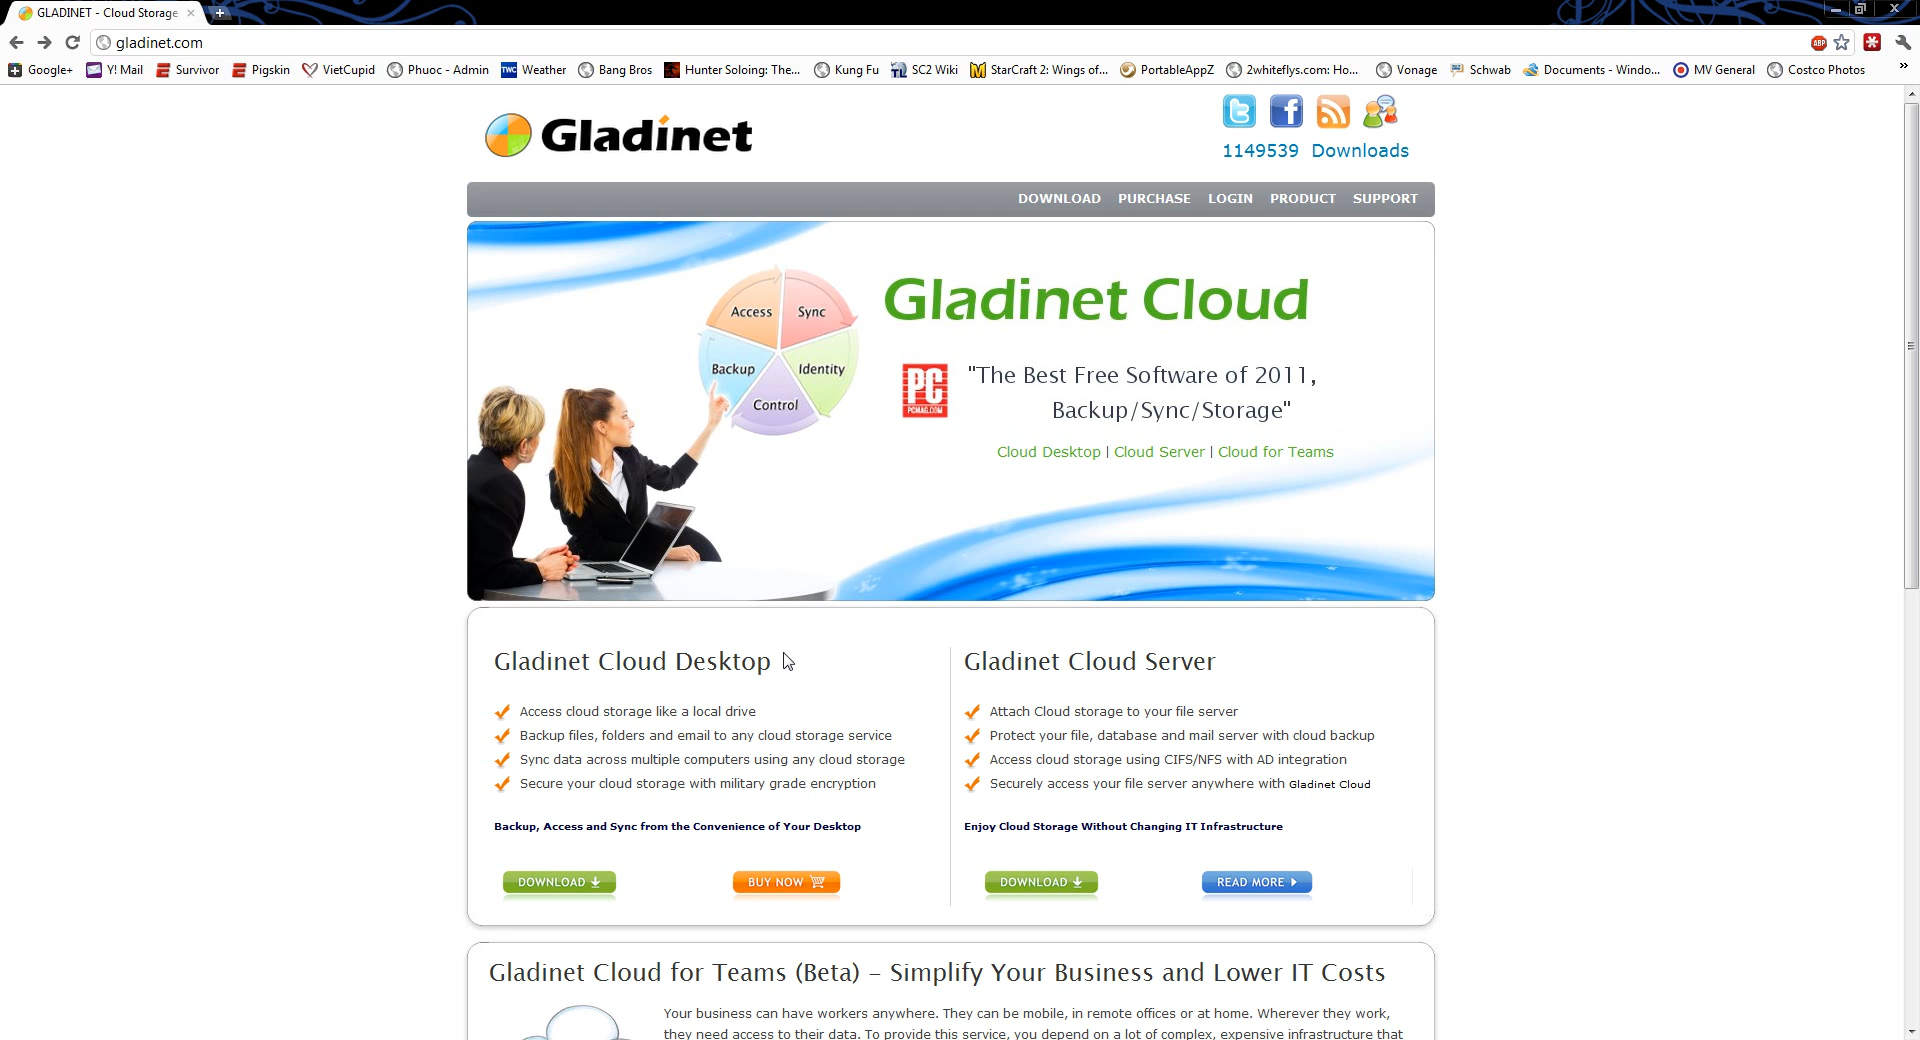 GLADINET - Cloud Storage
gladinet.com
ABP
Google+ Y! Mail Survivor Pigskin VietCupid Phuoc - Admin TWC Weather Bang Bros Hunter Soloing: The... Kung Fu TL SC2 Wiki StarCraft 2: Wings of... PortableAppZ 2whiteflys.com: Ho... Vonage Schwab Documents - Windo... MV General Costco Photos »
Gladinet
1149539 Downloads
DOWNLOAD PURCHASE LOGIN PRODUCT SUPPORT
Gladinet Cloud
Access Sync
Backup Identity
Control
PC
PCMAG.COM
"The Best Free Software of 2011,
Backup/Sync/Storage"
Cloud Desktop | Cloud Server | Cloud for Teams
Gladinet Cloud Desktop
Access cloud storage like a local drive
Backup files, folders and email to any cloud storage service
Sync data across multiple computers using any cloud storage
Secure your cloud storage with military grade encryption
Backup, Access and Sync from the Convenience of Your Desktop
DOWNLOAD BUY NOW
Gladinet Cloud Server
Attach Cloud storage to your file server
Protect your file, database and mail server with cloud backup
Access cloud storage using CIFS/NFS with AD integration
Securely access your file server anywhere with Gladinet Cloud
Enjoy Cloud Storage Without Changing IT Infrastructure
DOWNLOAD READ MORE
Gladinet Cloud for Teams (Beta) - Simplify Your Business and Lower IT Costs
Your business can have workers anywhere. They can be mobile, in remote offices or at home. Wherever they work,
they need access to their data. To provide this service, you depend on a lot of complex, expensive infrastructure that